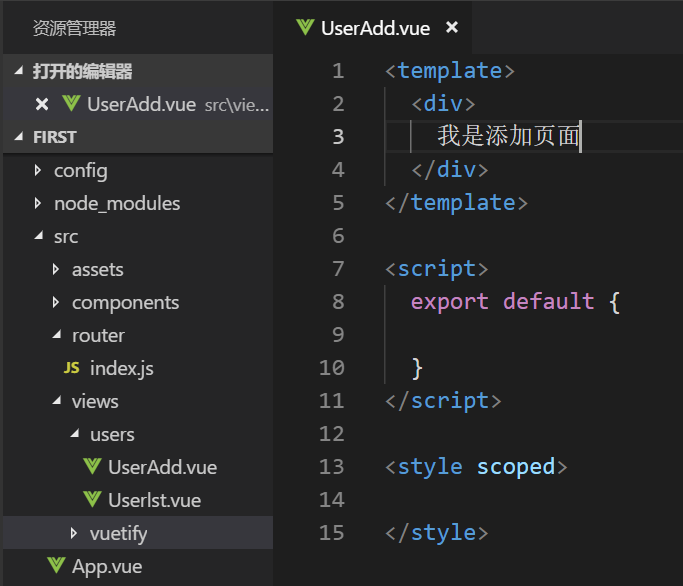 资源管理器
打开的编辑器
UserAdd.vue src\vie...
FIRST
config
node_modules
src
assets
components
router
JS index.js
views
users
UserAdd.vue
Userlst.vue
vuetify
App.vue
UserAdd.vue ×
1 <template>
2 <div>
3 我是添加页面
4 </div>
5 </template>
6
7 <script>
8 export default {
9
10 }
11 </script>
12
13 <style scoped>
14
15 </style>